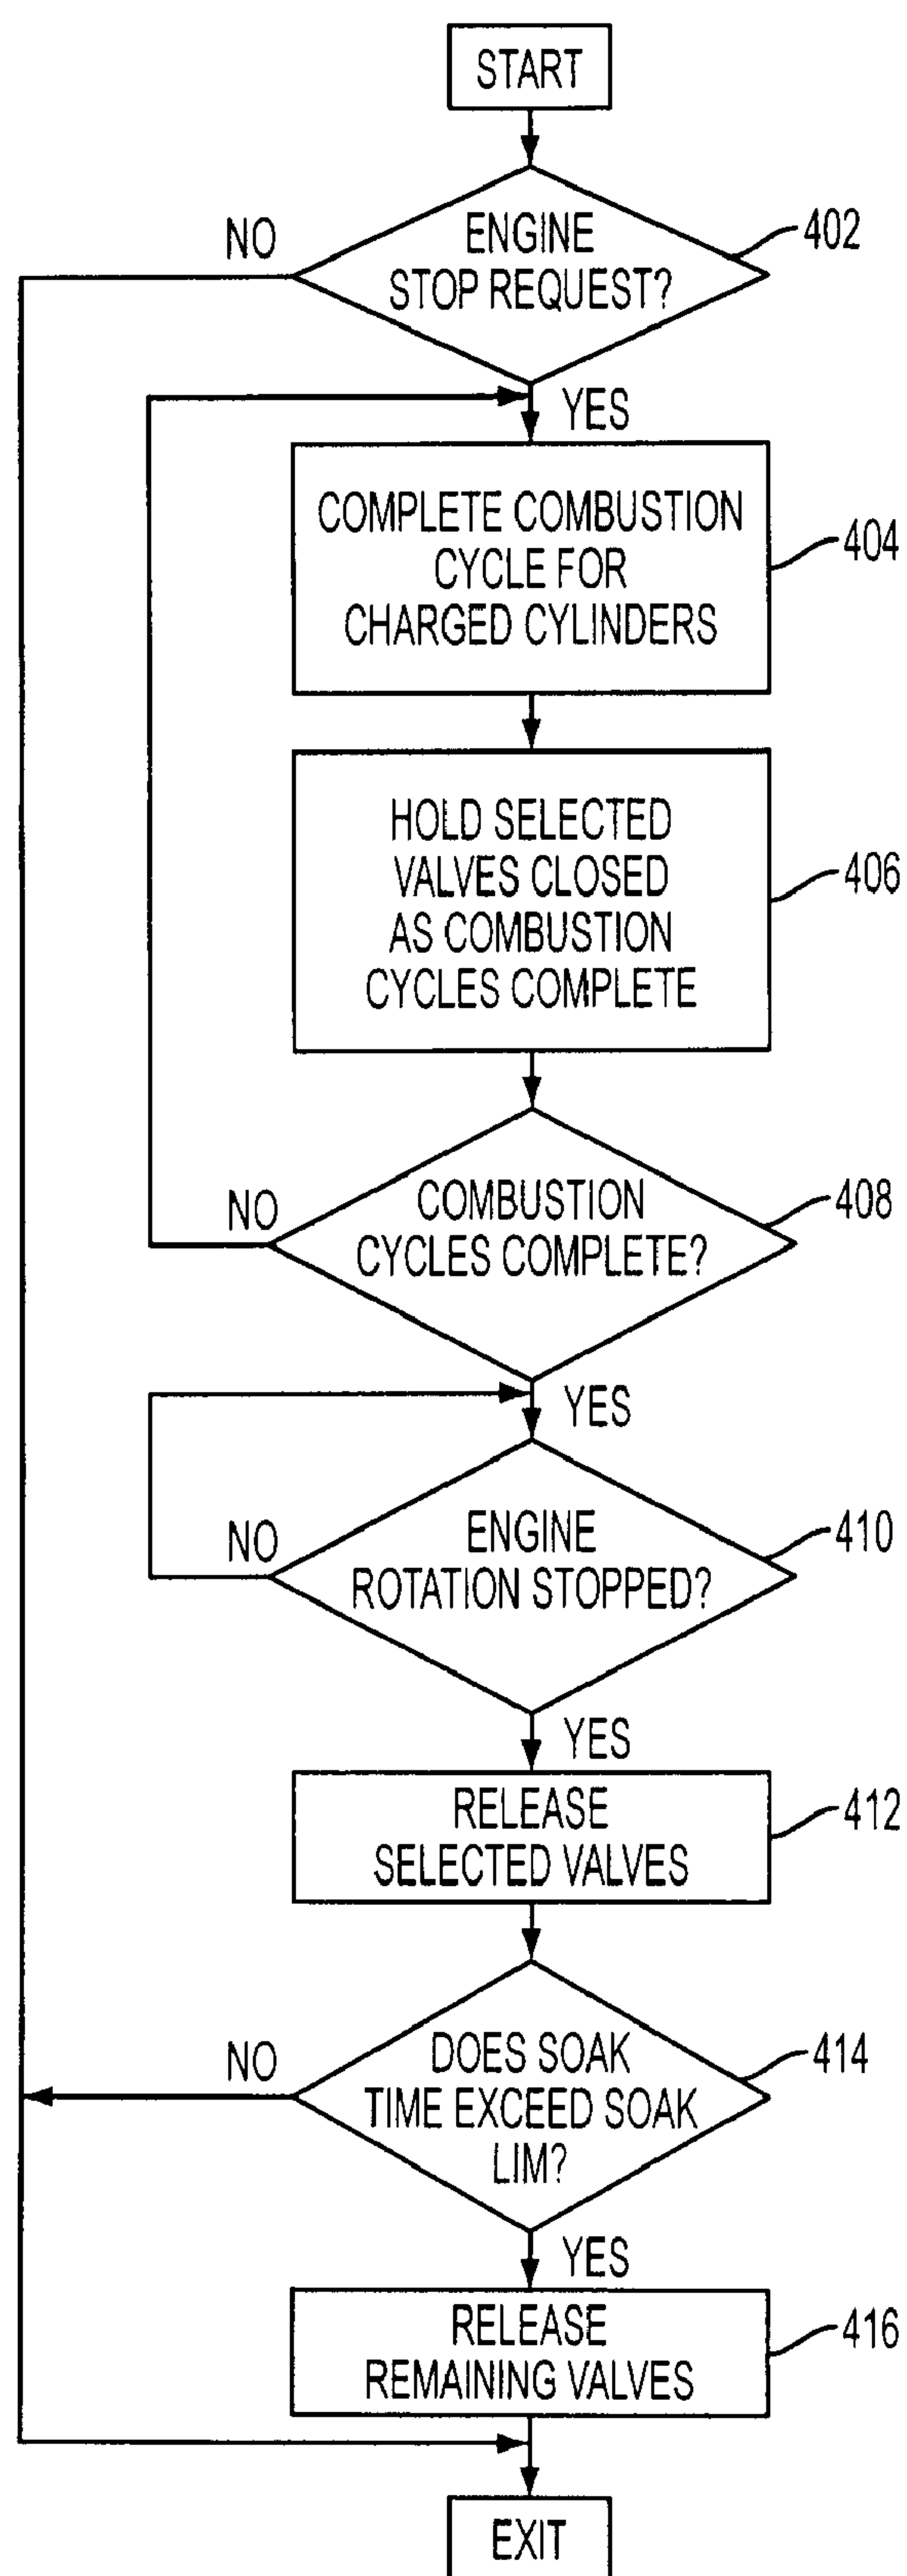 START
ENGINE
STOP REQUEST?
402
NO
YES
COMPLETE COMBUSTION
CYCLE FOR
CHARGED CYLINDERS
404
HOLD SELECTED
VALVES CLOSED
AS COMBUSTION
CYCLES COMPLETE
406
COMBUSTION
CYCLES COMPLETE?
408
NO
YES
ENGINE
ROTATION STOPPED?
410
NO
YES
RELEASE
SELECTED VALVES
412
DOES SOAK
TIME EXCEED SOAK
LIM?
414
NO
YES
RELEASE
REMAINING VALVES
416
EXIT